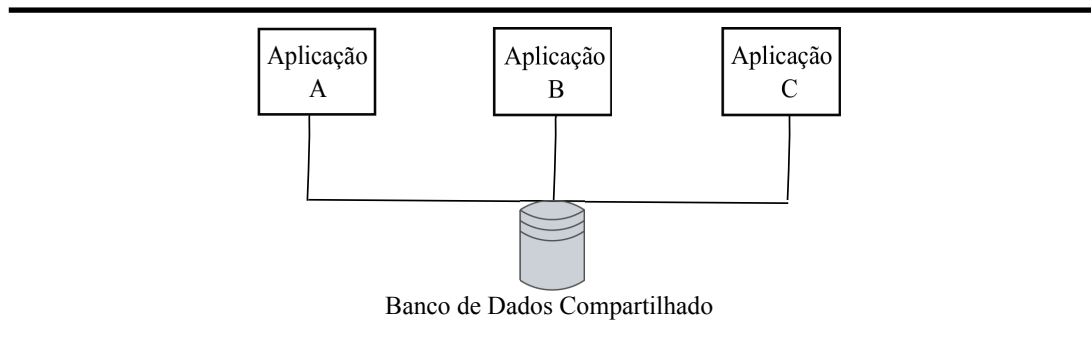 Aplicação
A
Aplicação
B
Aplicação
C
Banco de Dados Compartilhado